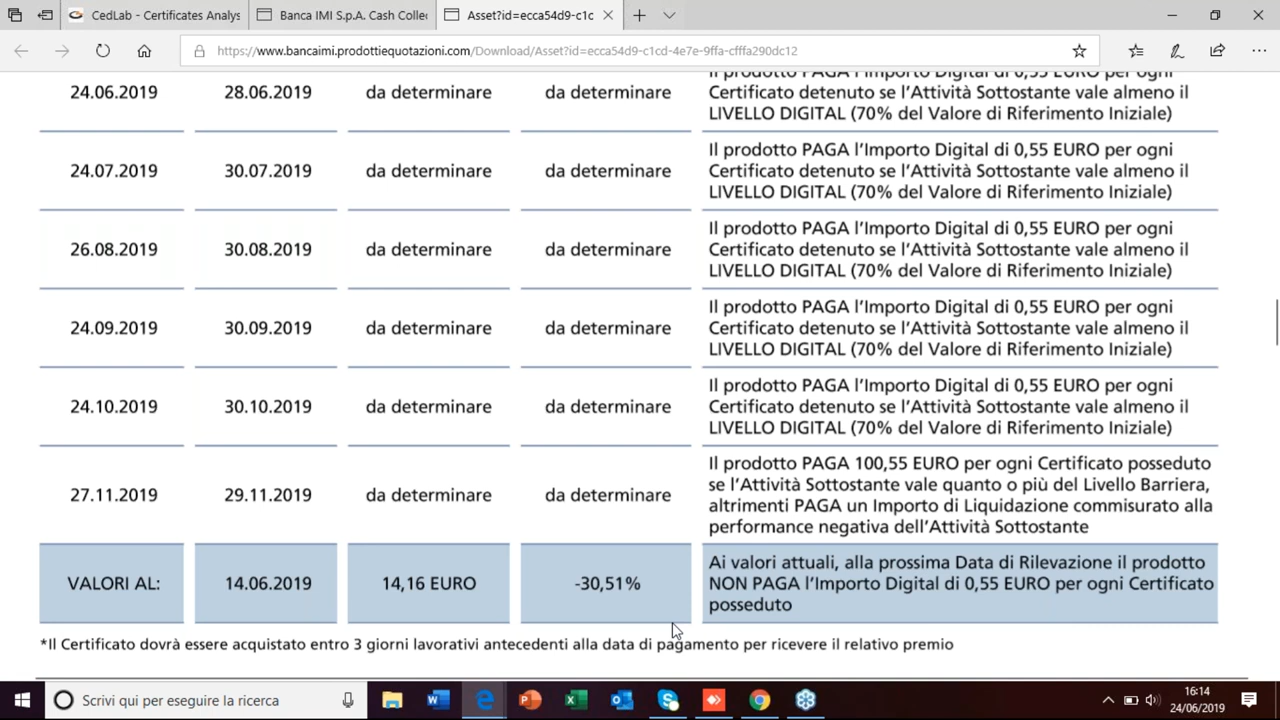 CedLab - Certificates Analys
Banca IMI S.p.A. Cash Collec
Asset?id=ecca54d9-c1c
https://www.bancaimi.prodottiequotazioni.com/Download/Asset?id=ecca54d9-c1cd-4e7e-9ffa-cfffa290dc12
24.06.2019 28.06.2019 da determinare da determinare
Il prodotto PAGA l'Importo Digital di 0,55 EURO per ogni
Certificato detenuto se l'Attività Sottostante vale almeno il
LIVELLO DIGITAL (70% del Valore di Riferimento Iniziale)
24.07.2019 30.07.2019 da determinare da determinare
Il prodotto PAGA l'Importo Digital di 0,55 EURO per ogni
Certificato detenuto se l'Attività Sottostante vale almeno il
LIVELLO DIGITAL (70% del Valore di Riferimento Iniziale)
26.08.2019 30.08.2019 da determinare da determinare
Il prodotto PAGA l'Importo Digital di 0,55 EURO per ogni
Certificato detenuto se l'Attività Sottostante vale almeno il
LIVELLO DIGITAL (70% del Valore di Riferimento Iniziale)
24.09.2019 30.09.2019 da determinare da determinare
Il prodotto PAGA l'Importo Digital di 0,55 EURO per ogni
Certificato detenuto se l'Attività Sottostante vale almeno il
LIVELLO DIGITAL (70% del Valore di Riferimento Iniziale)
24.10.2019 30.10.2019 da determinare da determinare
Il prodotto PAGA l'Importo Digital di 0,55 EURO per ogni
Certificato detenuto se l'Attività Sottostante vale almeno il
LIVELLO DIGITAL (70% del Valore di Riferimento Iniziale)
27.11.2019 29.11.2019 da determinare da determinare
Il prodotto PAGA 100,55 EURO per ogni Certificato posseduto
se l'Attività Sottostante vale quanto o più del Livello Barriera,
altrimenti PAGA un Importo di Liquidazione commisurato alla
performance negativa dell'Attività Sottostante
VALORI AL: 14.06.2019 14,16 EURO -30,51%
Ai valori attuali, alla prossima Data di Rilevazione il prodotto
NON PAGA l'Importo Digital di 0,55 EURO per ogni Certificato
posseduto
*Il Certificato dovrà essere acquistato entro 3 giorni lavorativi antecedenti alla data di pagamento per ricevere il relativo premio
Scrivi qui per eseguire la ricerca
16:14
24/06/2019